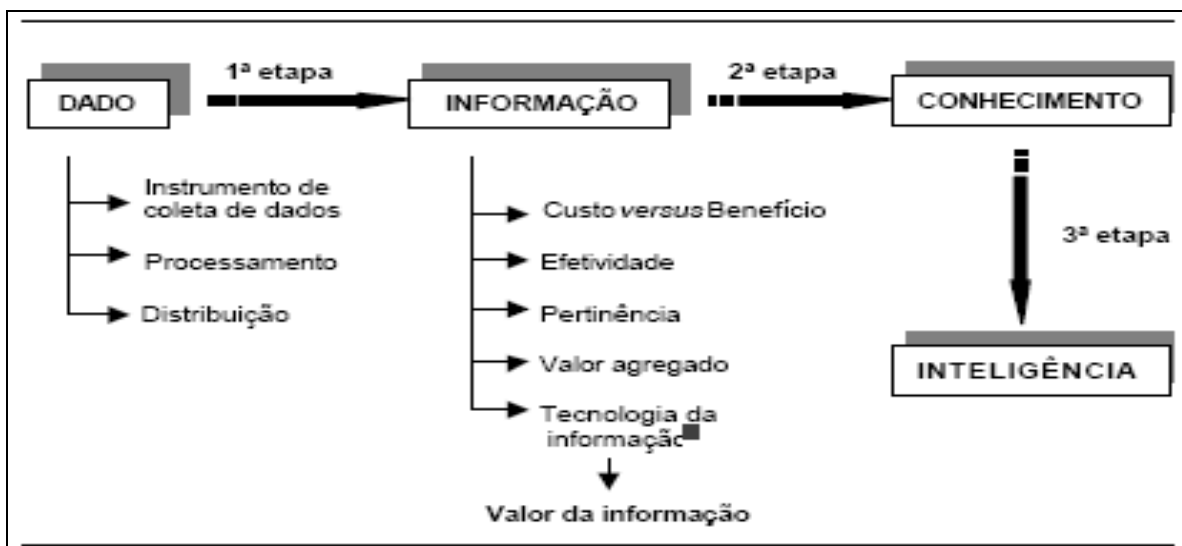 1ª etapa
2ª etapa
DADO
INFORMAÇÃO
CONHECIMENTO
Instrumento de
coleta de dados
Processamento
Distribuição
Custo versus Benefício
Efetividade
Pertinência
Valor agregado
Tecnologia da
informação
Valor da informação
3ª etapa
INTELIGÊNCIA